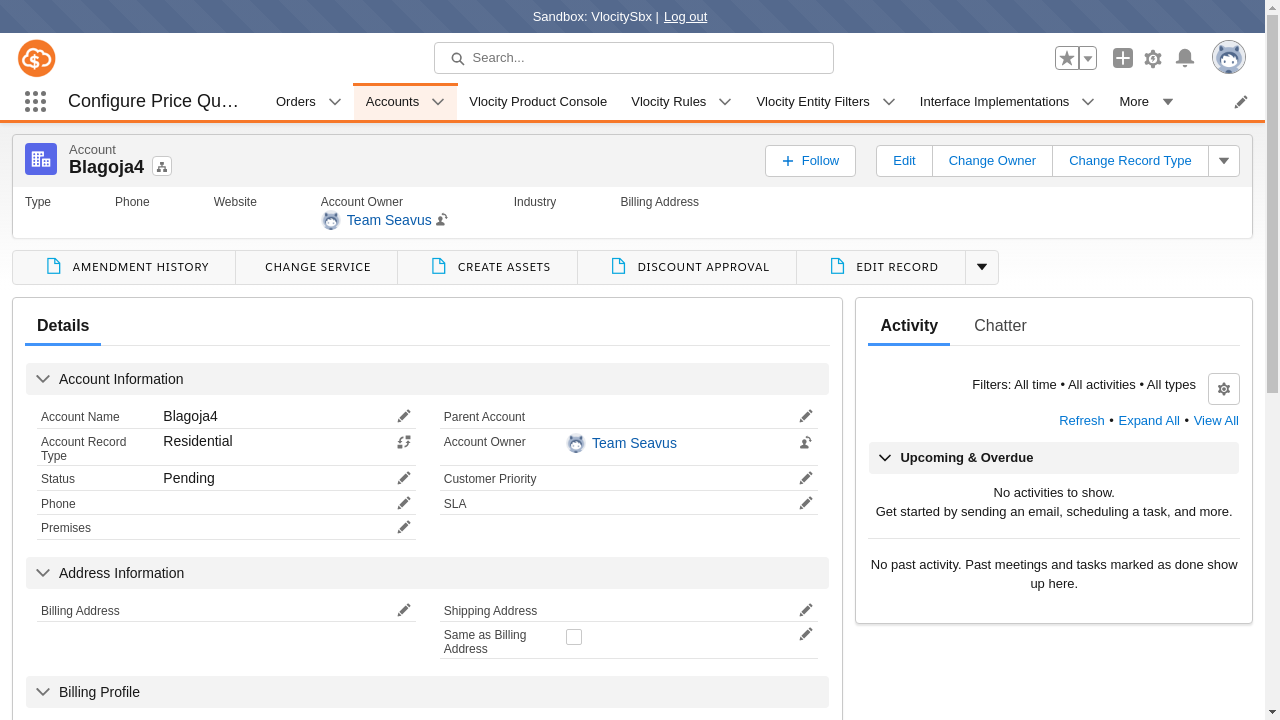 Sandbox: VlocitySbx | Log out
Search...
Configure Price Qu...
Orders
Accounts
Vlocity Product Console
Vlocity Rules
Vlocity Entity Filters
Interface Implementations
More
Account
Blagoja4
Follow
Edit
Change Owner
Change Record Type
Type
Phone
Website
Account Owner
Industry
Billing Address
Team Seavus
AMENDMENT HISTORY
CHANGE SERVICE
CREATE ASSETS
DISCOUNT APPROVAL
EDIT RECORD
Details
Account Information
Account Name
Blagoja4
Parent Account
Account Record
Type
Residential
Account Owner
Team Seavus
Status
Pending
Customer Priority
Phone
SLA
Premises
Address Information
Billing Address
Shipping Address
Same as Billing
Address
Billing Profile
Activity
Chatter
Filters: All time • All activities • All types
Refresh • Expand All • View All
Upcoming & Overdue
No activities to show.
Get started by sending an email, scheduling a task, and more.
No past activity. Past meetings and tasks marked as done show
up here.